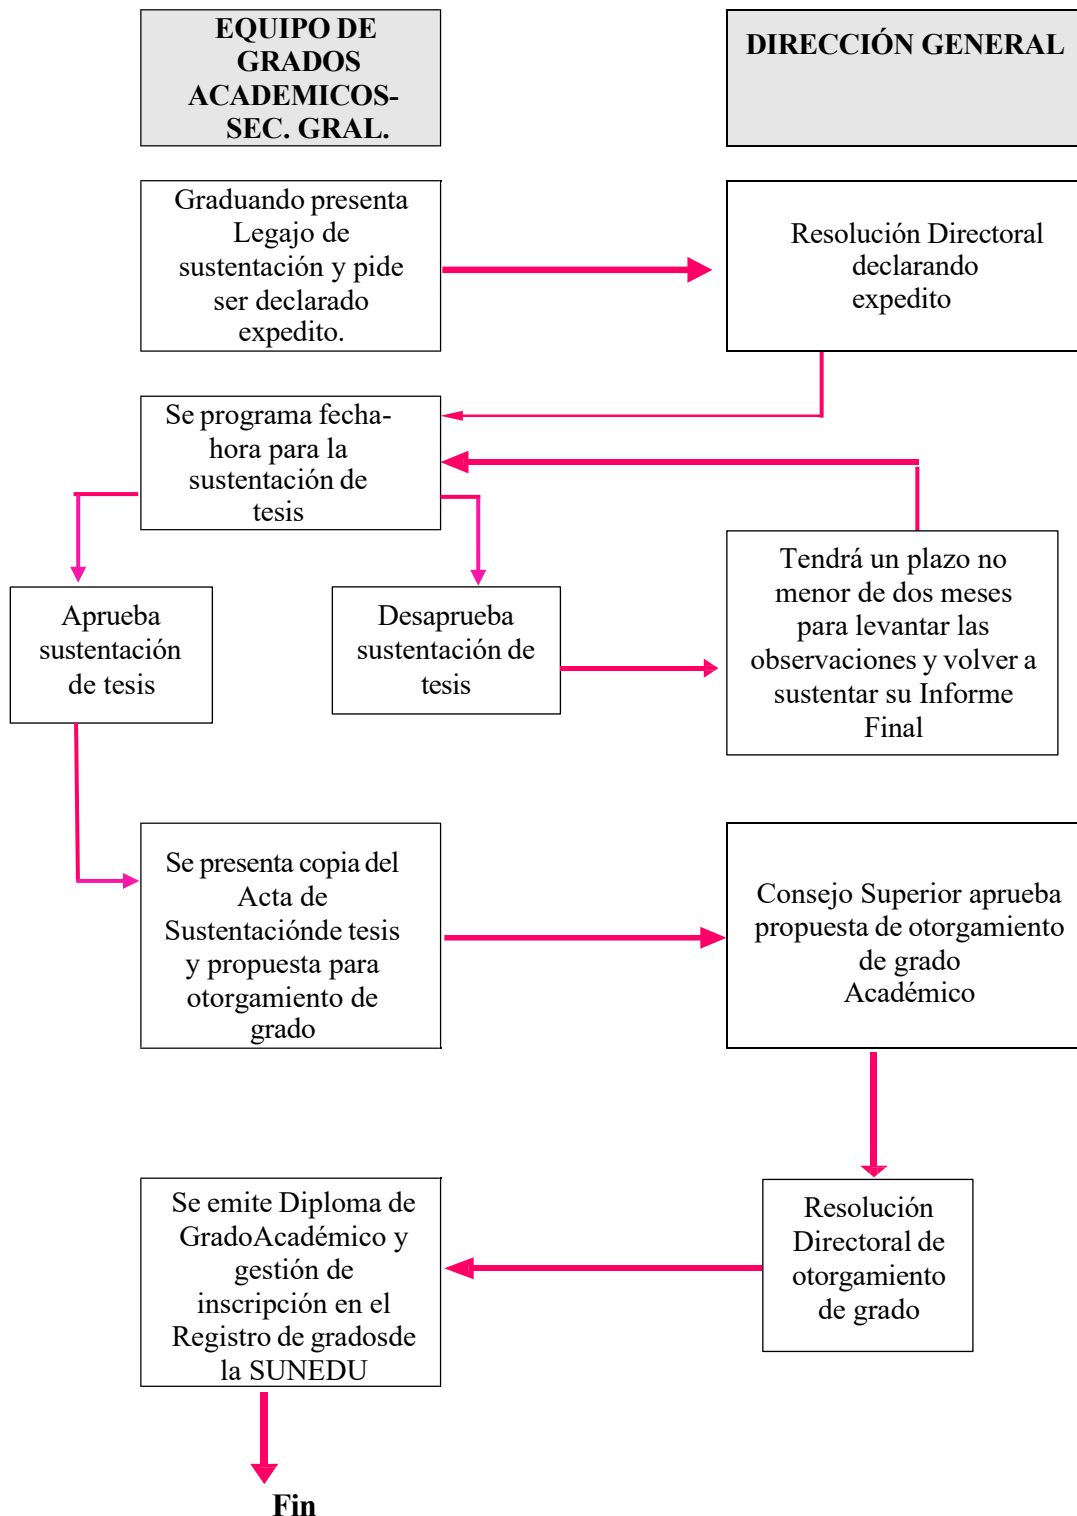 EQUIPO DE
GRADOS
ACADEMICOS-
SEC. GRAL.
DIRECCIÓN GENERAL
Graduando presenta
Legajo de
sustentación y pide
ser declarado
expedito.
Resolución Directoral
declarando
expedito
Se programa fecha-
hora para la
sustentación de
tesis
Aprueba
sustentación
de tesis
Desaprueba
sustentación de
tesis
Tendrá un plazo no
menor de dos meses
para levantar las
observaciones y volver a
sustentar su Informe
Final
Se presenta copia del
Acta de
Sustentaciónde tesis
y propuesta para
otorgamiento de
grado
Consejo Superior aprueba
propuesta de otorgamiento
de grado
Académico
Se emite Diploma de
GradoAcadémico y
gestión de
inscripción en el
Registro de gradosde
la SUNEDU
Resolución
Directoral de
otorgamiento
de grado
Fin